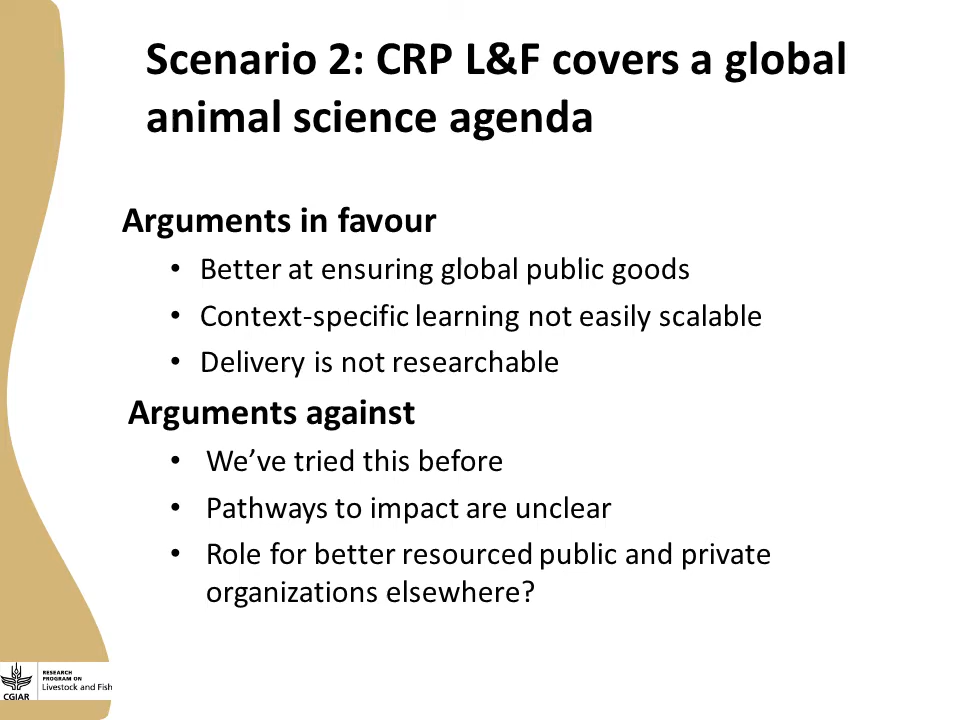 Scenario 2: CRP L&F covers a global
animal science agenda
Arguments in favour
• Better at ensuring global public goods
• Context-specific learning not easily scalable
• Delivery is not researchable
Arguments against
• We’ve tried this before
• Pathways to impact are unclear
• Role for better resourced public and private
organizations elsewhere?
CGIAR
RESEARCH
PROGRAM ON
Livestock and Fish